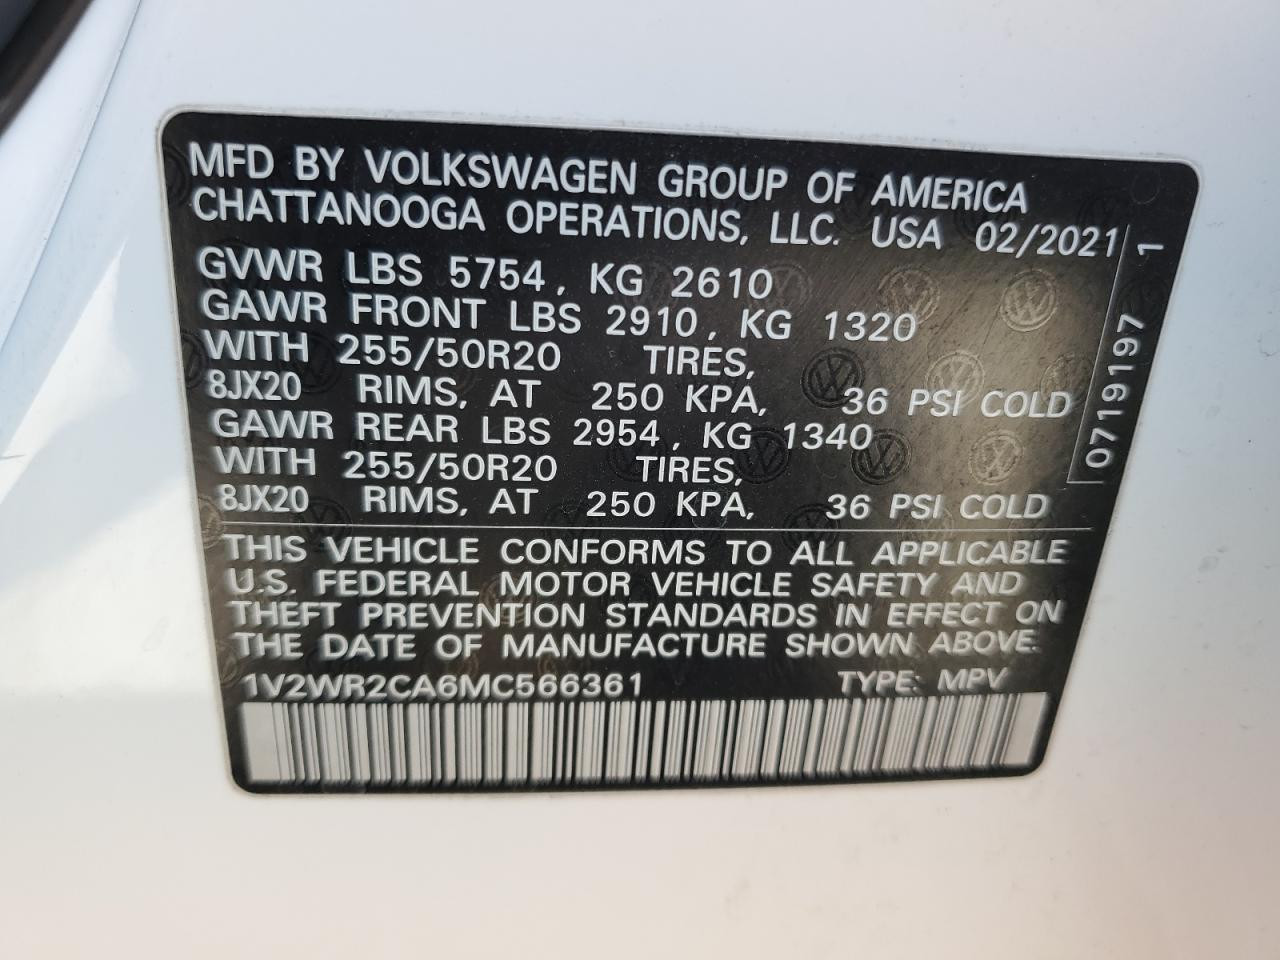 MFD BY VOLKSWAGEN GROUP OF AMERICA
CHATTANOOGA OPERATIONS, LLC. USA 02/2021
GVWR LBS 5754, KG 2610
GAWR FRONT LBS 2910, KG 1320
WITH 255/50R20 TIRES,
8JX20 RIMS, AT 250 KPA, 36 PSI COLD
GAWR REAR LBS 2954, KG 1340
WITH 255/50R20 TIRES,
8JX20 RIMS, AT 250 KPA, 36 PSI COLD
0719197 1
THIS VEHICLE CONFORMS TO ALL APPLICABLE
U.S. FEDERAL MOTOR VEHICLE SAFETY AND
THEFT PREVENTION STANDARDS IN EFFECT ON
THE DATE OF MANUFACTURE SHOWN ABOVE.
1V2WR2CA6MC566361 TYPE: MPV